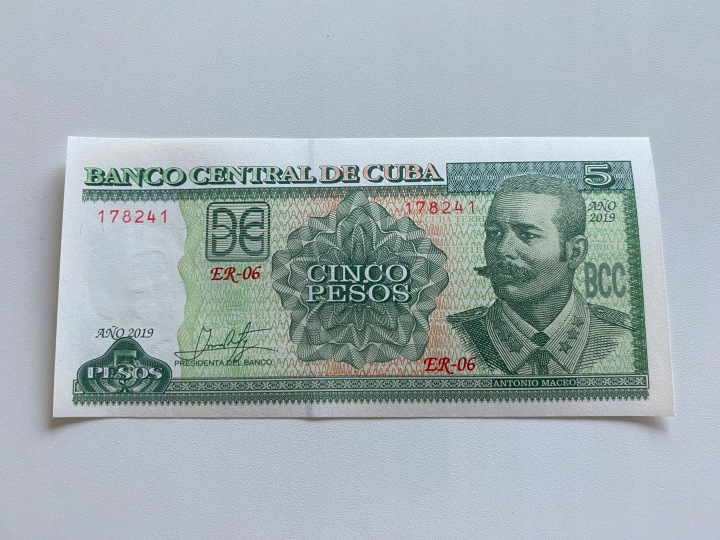 BANCO CENTRAL DE CUBA
5
178241
178241
AÑO
2019
ER-06
CINCO
PESOS
BCC
AÑO 2019
5
PESOS
PRESIDENTA DEL BANCO
ER-06
ANTONIO MACEO